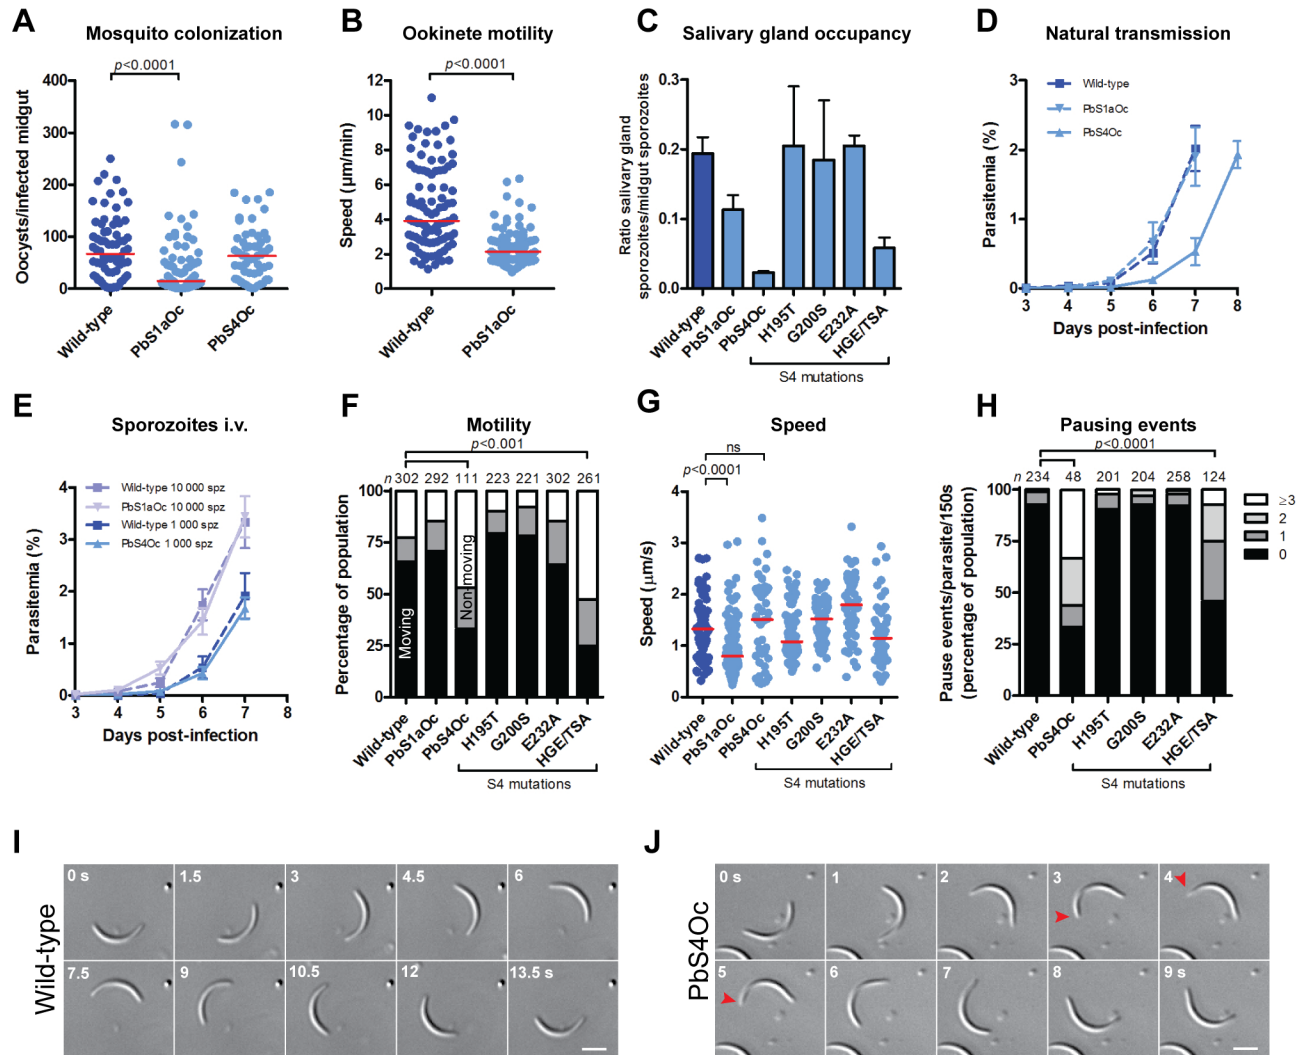 A
Mosquito colonization
p<0.0001
400
300
200
100
0
Oocysts/infected midgut
Wild-type
PbS1aOc
PbS4Oc
B
Ookinete motility
p<0.0001
12
10
8
6
4
2
0
Speed (µm/min)
Wild-type
PbS1aOc
C
Salivary gland occupancy
0.3
0.2
0.1
0.0
Ratio salivary gland
sporozoites/midgut sporozoites
Wild-type
PbS1aOc
PbS4Oc
H195T
G200S
E232A
HGE/TSA
S4 mutations
D
Natural transmission
3
2
1
0
Parasitemia (%)
Wild-type
PbS1aOc
PbS4Oc
3 4 5 6 7 8
Days post-infection
E
Sporozoites i.v.
4
3
2
1
0
Parasitemia (%)
Wild-type 10 000 spz
PbS1aOc 10 000 spz
Wild-type 1 000 spz
PbS4Oc 1 000 spz
3 4 5 6 7 8
Days post-infection
F
Motility
p<0.001
n 302 292 111 223 221 302 261
100
75
50
25
0
Percentage of population
Moving
Non-moving
Wild-type
PbS1aOc
PbS4Oc
H195T
G200S
E232A
HGE/TSA
S4 mutations
G
Speed
ns
p<0.0001
4
3
2
1
0
Speed (µm/s)
Wild-type
PbS1aOc
PbS4Oc
H195T
G200S
E232A
HGE/TSA
S4 mutations
H
Pausing events
p<0.0001
n 234 48 201 204 258 124
100
75
50
25
0
Pause events/parasite/150s
(percentage of population)
≥3
2
1
0
Wild-type
PbS4Oc
H195T
G200S
E232A
HGE/TSA
S4 mutations
I
Wild-type
0 s 1.5 3 4.5 6
7.5 9 10.5 12 13.5 s
J
PbS4Oc
0 s 1 2 3 4
5 6 7 8 9 s